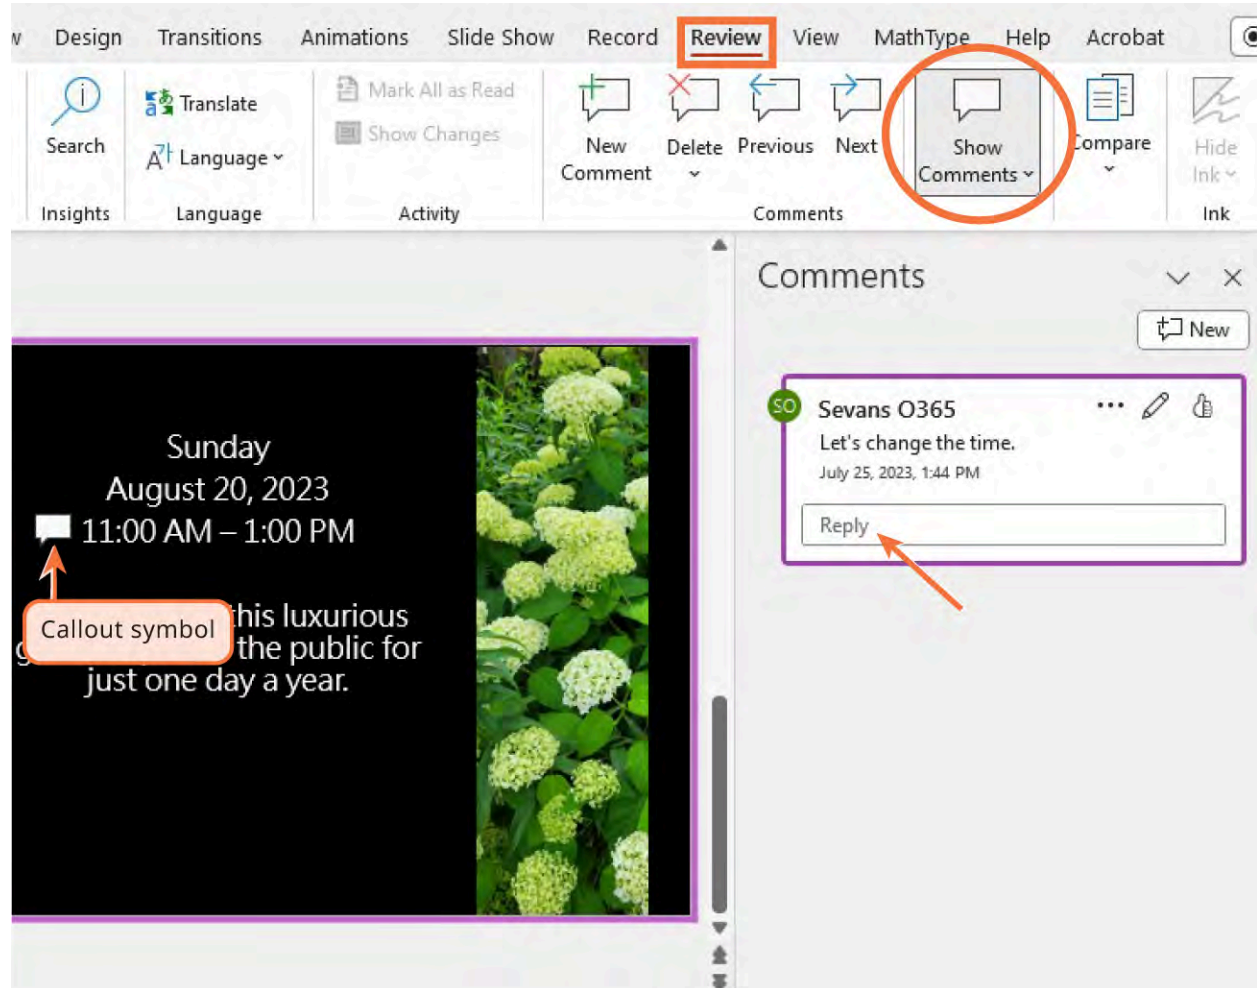 Design Transitions Animations Slide Show Record Review View MathType Help Acrobat
Search
Translate
Language
Mark All as Read
Show Changes
New
Comment
Delete
Previous
Next
Show
Comments
Compare
Hide
Ink
Insights Language Activity Comments Ink
Comments
New
SO
Sevans O365
Let's change the time.
July 25, 2023, 1:44 PM
Reply
Sunday
August 20, 2023
11:00 AM – 1:00 PM
Callout symbol
this luxurious
the public for
just one day a year.